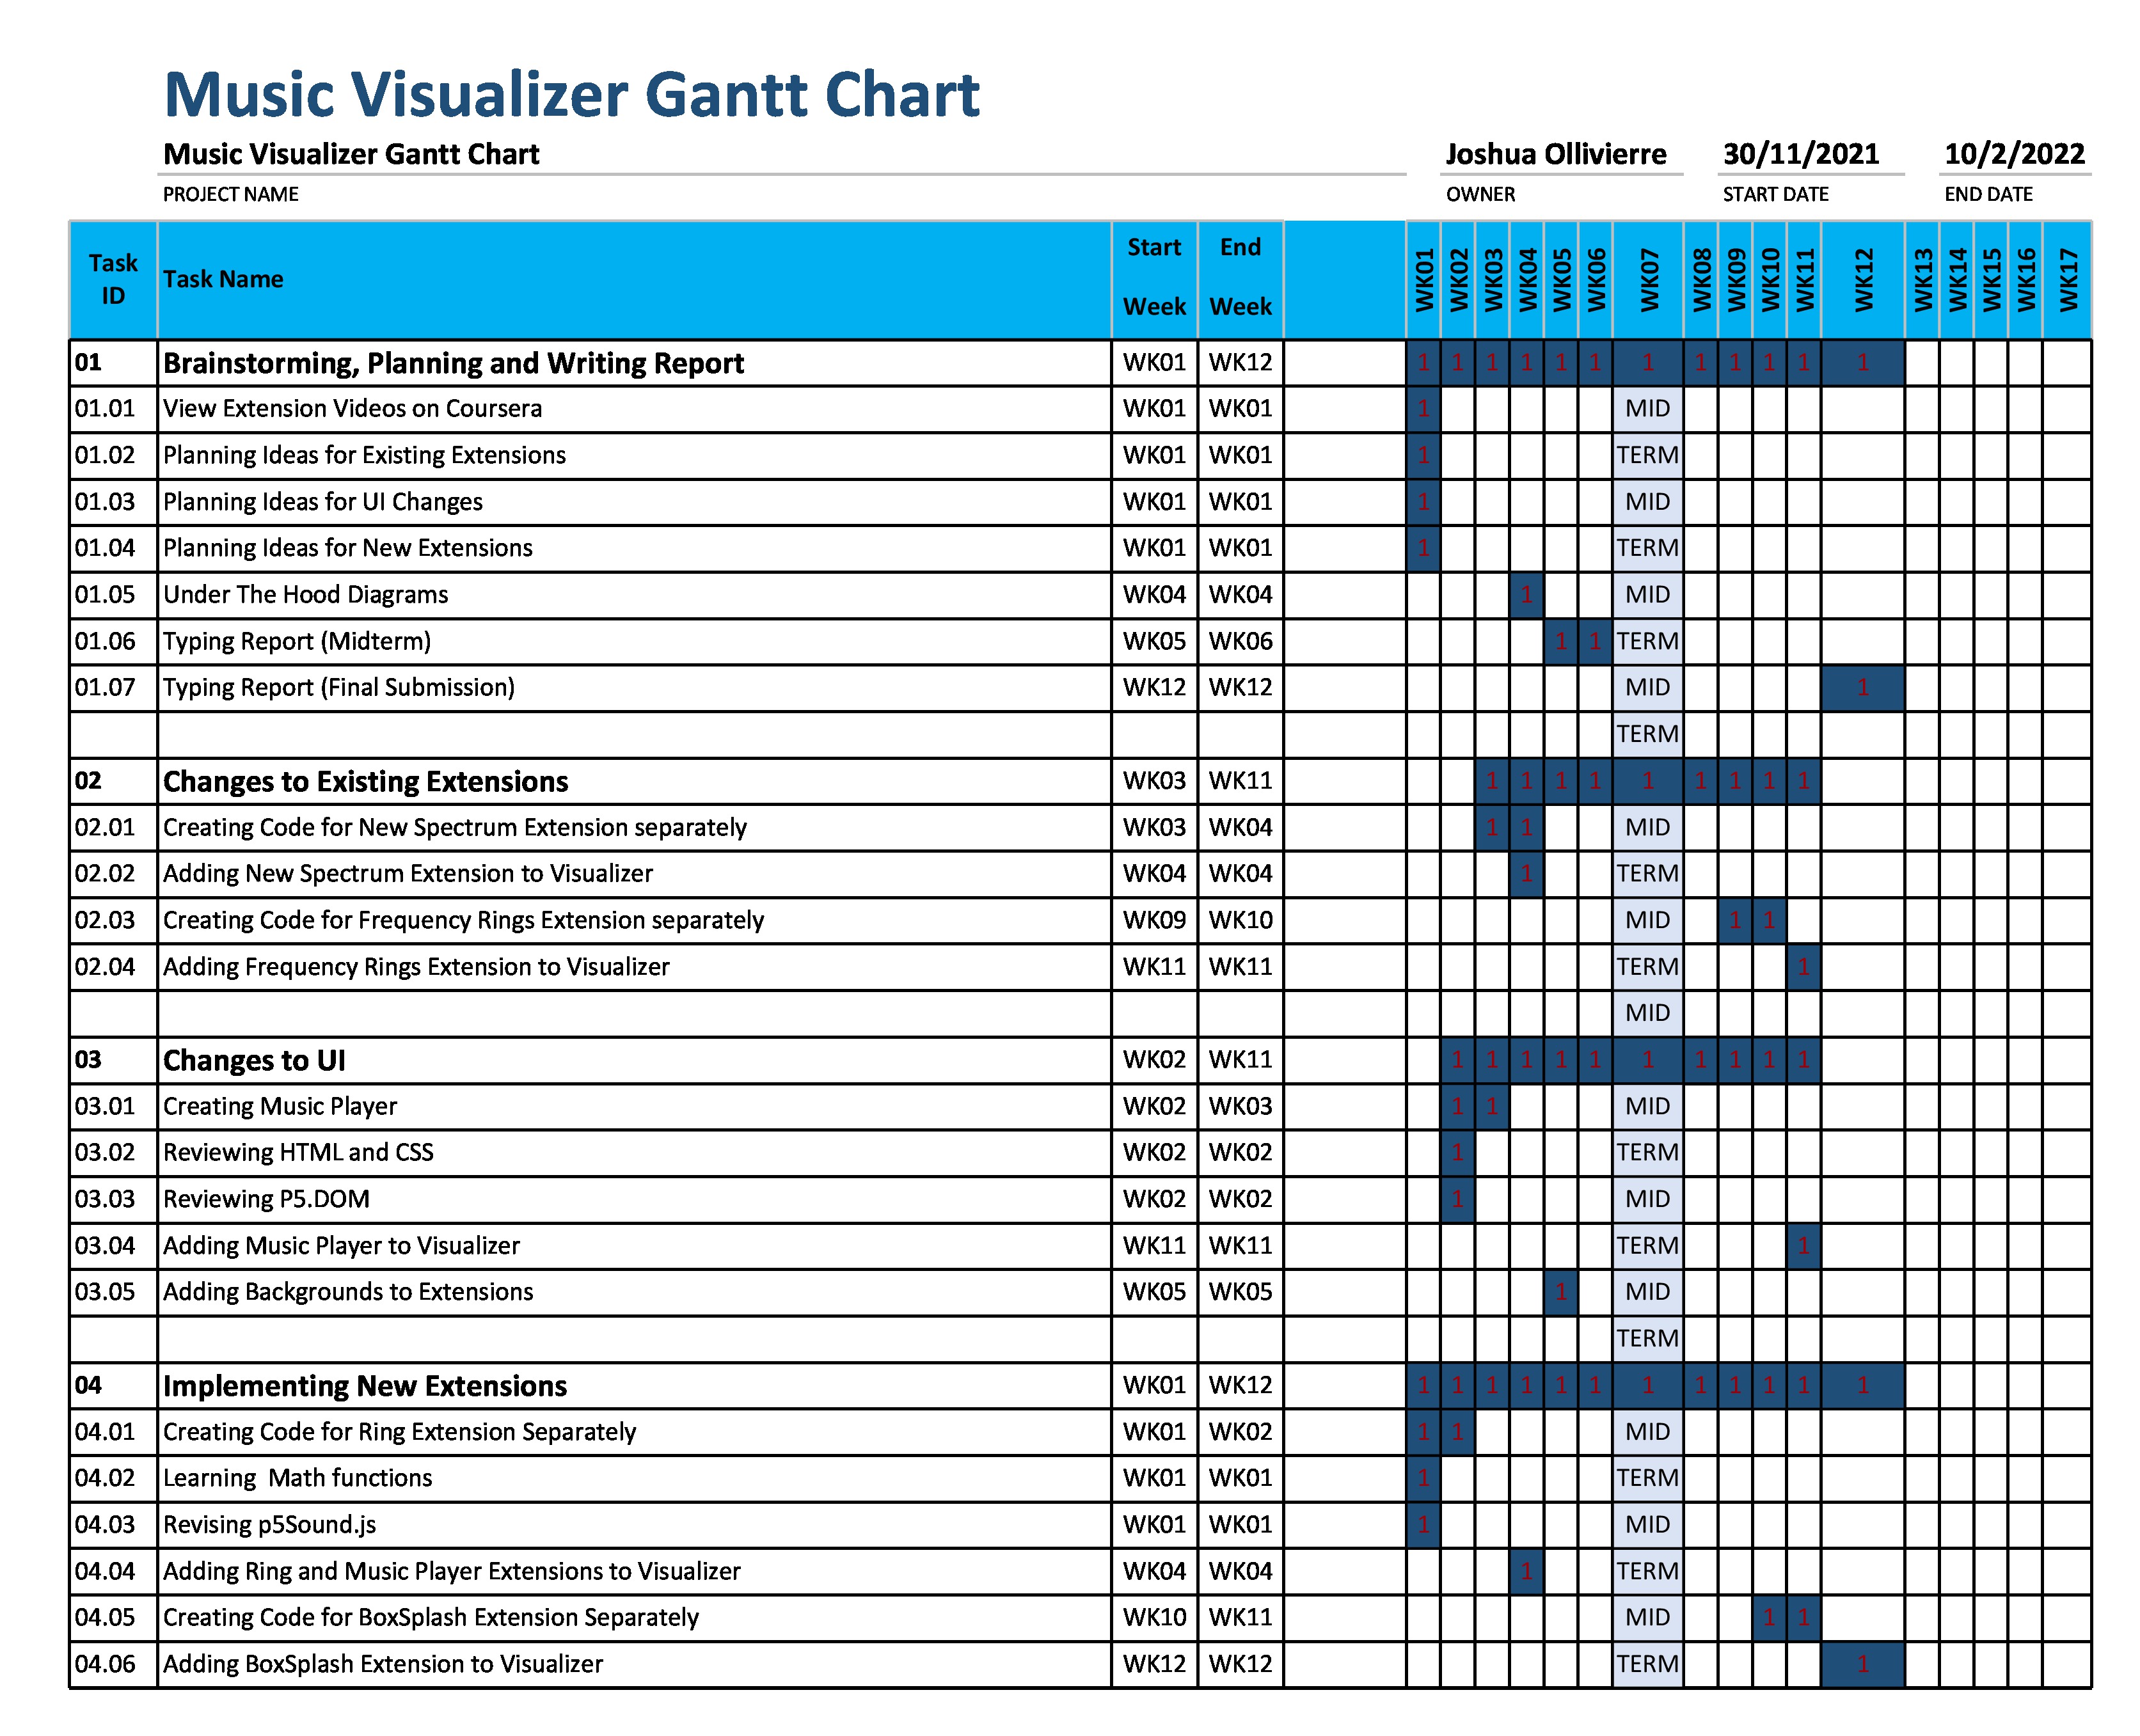 Music Visualizer Gantt Chart
Music Visualizer Gantt Chart Joshua Ollivierre 30/11/2021 10/2/2022
PROJECT NAME OWNER START DATE END DATE
Task ID Task Name Start Week End Week WK01 WK02 WK03 WK04 WK05 WK06 WK07 WK08 WK09 WK10 WK11 WK12 WK13 WK14 WK15 WK16 WK17
01 Brainstorming, Planning and Writing Report WK01 WK12 1 1 1 1 1 1 1 1 1 1 1 1
01.01 View Extension Videos on Coursera WK01 WK01 1 MID
01.02 Planning Ideas for Existing Extensions WK01 WK01 1 TERM
01.03 Planning Ideas for UI Changes WK01 WK01 1 MID
01.04 Planning Ideas for New Extensions WK01 WK01 1 TERM
01.05 Under The Hood Diagrams WK04 WK04 1 MID
01.06 Typing Report (Midterm) WK05 WK06 1 1 TERM
01.07 Typing Report (Final Submission) WK12 WK12 MID 1
TERM
02 Changes to Existing Extensions WK03 WK11 1 1 1 1 1 1 1 1 1
02.01 Creating Code for New Spectrum Extension separately WK03 WK04 1 1 MID
02.02 Adding New Spectrum Extension to Visualizer WK04 WK04 1 TERM
02.03 Creating Code for Frequency Rings Extension separately WK09 WK10 MID 1 1
02.04 Adding Frequency Rings Extension to Visualizer WK11 WK11 TERM 1
MID
03 Changes to UI WK02 WK11 1 1 1 1 1 1 1 1 1 1
03.01 Creating Music Player WK02 WK03 1 1 MID
03.02 Reviewing HTML and CSS WK02 WK02 1 TERM
03.03 Reviewing P5.DOM WK02 WK02 1 MID
03.04 Adding Music Player to Visualizer WK11 WK11 TERM 1
03.05 Adding Backgrounds to Extensions WK05 WK05 1 MID
TERM
04 Implementing New Extensions WK01 WK12 1 1 1 1 1 1 1 1 1 1 1 1
04.01 Creating Code for Ring Extension Separately WK01 WK02 1 1 MID
04.02 Learning  Math functions WK01 WK01 1 TERM
04.03 Revising p5Sound.js WK01 WK01 1 MID
04.04 Adding Ring and Music Player Extensions to Visualizer WK04 WK04 1 TERM
04.05 Creating Code for BoxSplash Extension Separately WK10 WK11 MID 1 1
04.06 Adding BoxSplash Extension to Visualizer WK12 WK12 TERM 1